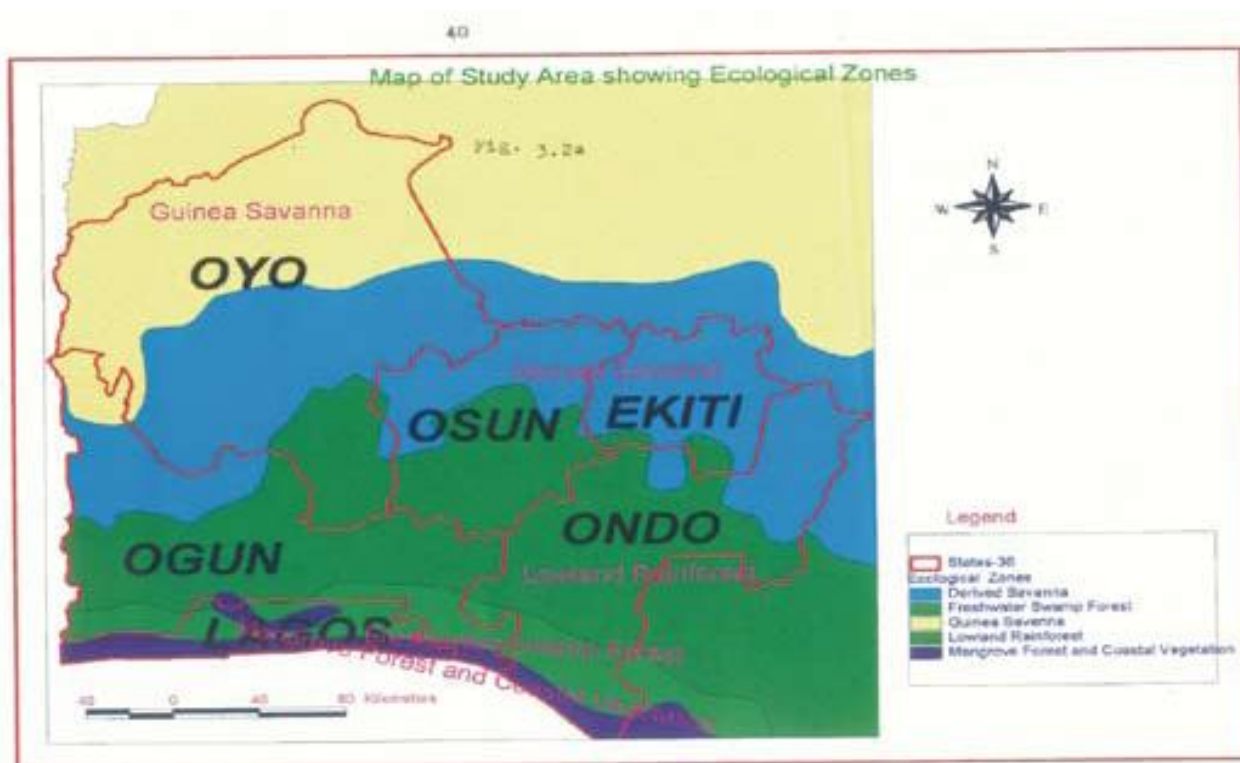 40
Map of Study Area showing Ecological Zones
FIG. 3.2a
N
W E
S
Guinea Savanna
OYO
OSUN
EKITI
OGUN
ONDO
Lowland Rainforest
LAGOS
Forest and
40 0 40 80 Kilometers
Legend
States-36
Ecological Zones
Derived Savanna
Freshwater Swamp Forest
Guinea Savanna
Lowland Rainforest
Mangrove Forest and Coastal Vegetation